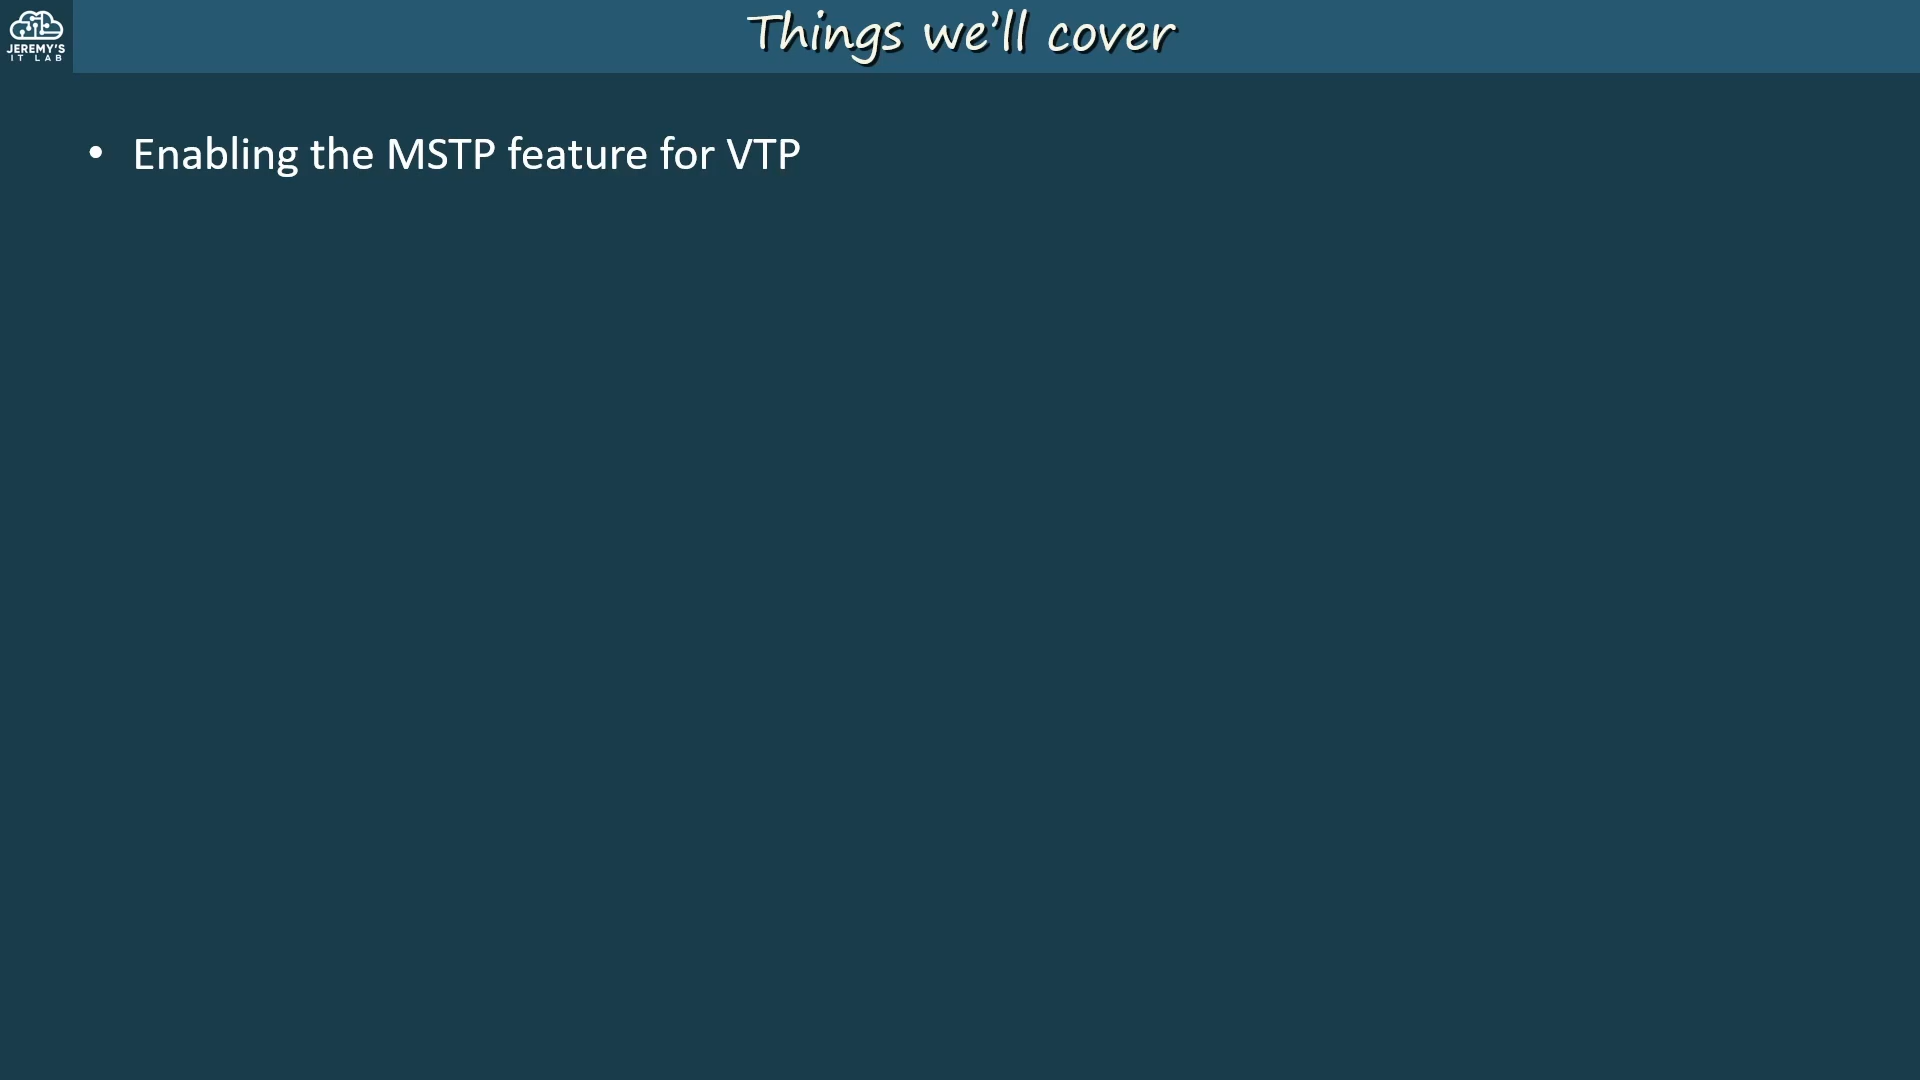 JEREMY'S
IT LAB
Things we'll cover
• Enabling the MSTP feature for VTP